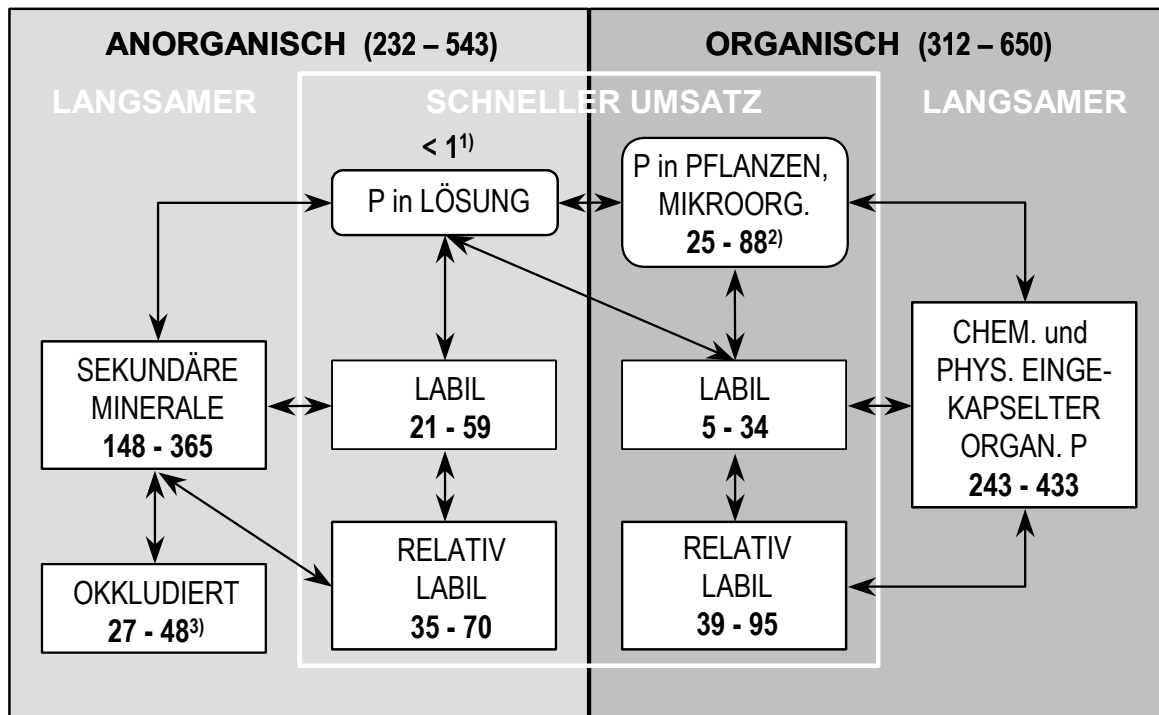 ANORGANISCH (232 – 543)
ORGANISCH (312 – 650)
LANGSAMER
SCHNELLER UMSATZ
LANGSAMER
< 1¹⁾
P in LÖSUNG
P in PFLANZEN,
MIKROORG.
25 - 88²⁾
SEKUNDÄRE
MINERALE
148 - 365
LABIL
21 - 59
LABIL
5 - 34
CHEM. und
PHYS. EINGE-
KAPSELTER
ORGAN. P
243 - 433
OKKLUDIERT
27 - 48³⁾
RELATIV
LABIL
35 - 70
RELATIV
LABIL
39 - 95